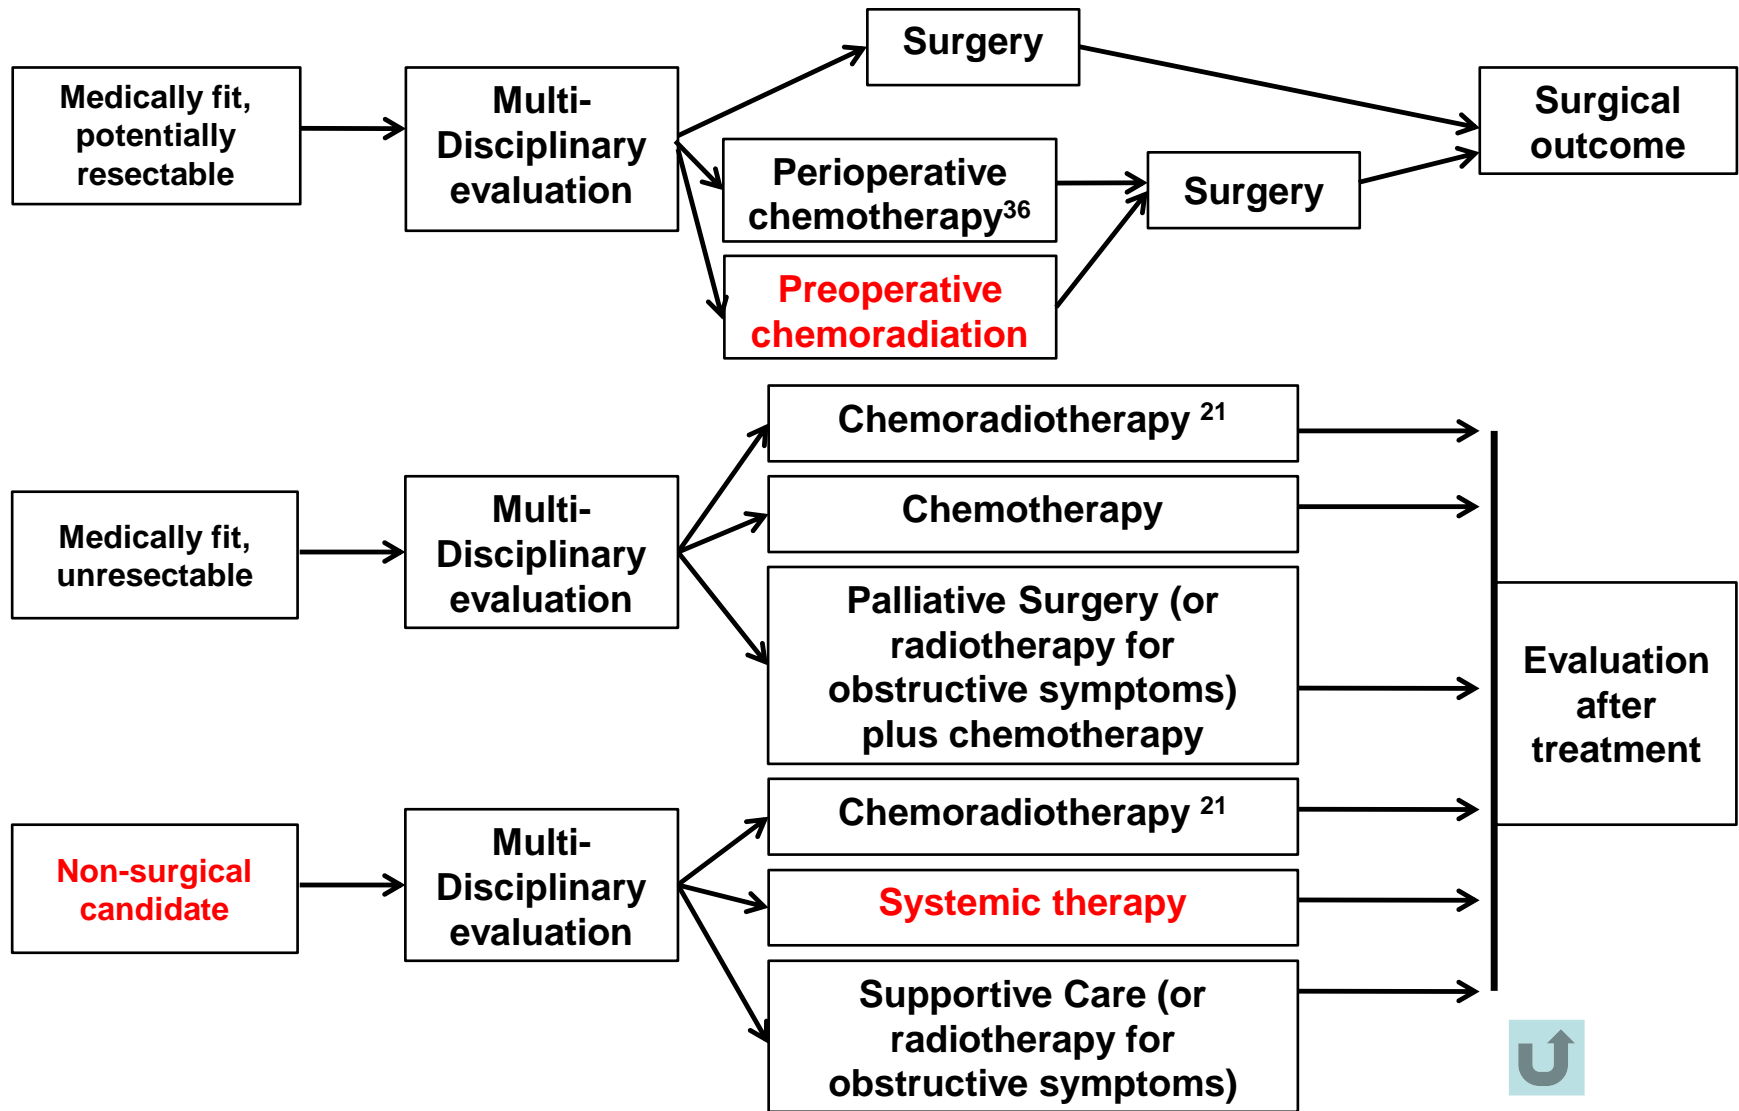 Medically fit,
potentially
resectable
Multi-
Disciplinary
evaluation
Surgery
Perioperative
chemotherapy36
Preoperative
chemoradiation
Surgery
Surgical
outcome
Medically fit,
unresectable
Multi-
Disciplinary
evaluation
Chemoradiotherapy 21
Chemotherapy
Palliative Surgery (or
radiotherapy for
obstructive symptoms)
plus chemotherapy
Non-surgical
candidate
Multi-
Disciplinary
evaluation
Chemoradiotherapy 21
Systemic therapy
Supportive Care (or
radiotherapy for
obstructive symptoms)
Evaluation
after
treatment